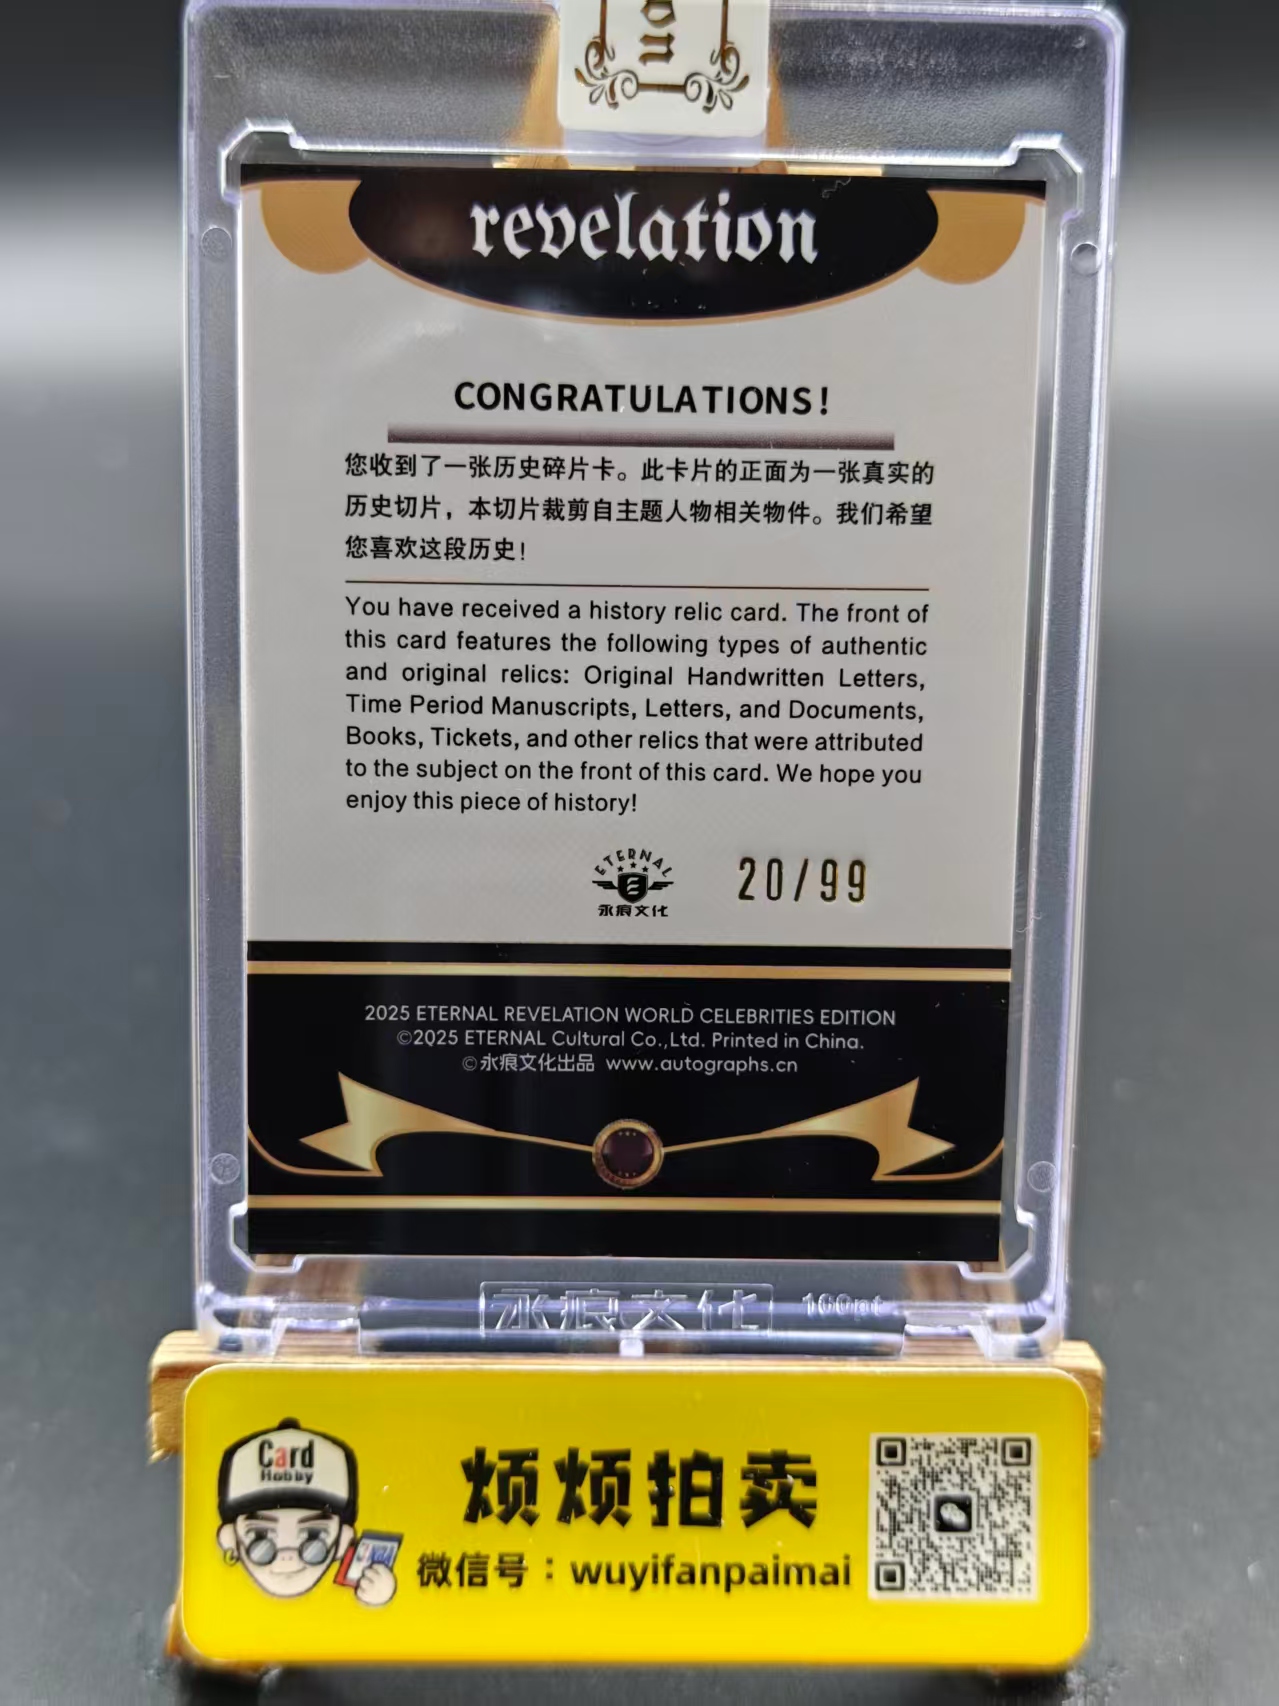 on
revelation
CONGRATULATIONS!
您收到了一张历史碎片卡。此卡片的正面为一张真实的
历史切片，本切片裁剪自主题人物相关物件。我们希望
您喜欢这段历史!
You have received a history relic card. The front of
this card features the following types of authentic
and original relics: Original Handwritten Letters,
Time Period Manuscripts, Letters, and Documents,
Books, Tickets, and other relics that were attributed
to the subject on the front of this card. We hope you
enjoy this piece of history!
ETERNAL
永痕文化
20/99
2025 ETERNAL REVELATION WORLD CELEBRITIES EDITION
©2025 ETERNAL Cultural Co.,Ltd. Printed in China.
©永痕文化出品 www.autographs.cn
永痕文化 100pt
Card
Hobby
烦烦拍卖
微信号：wuyifanpaimai